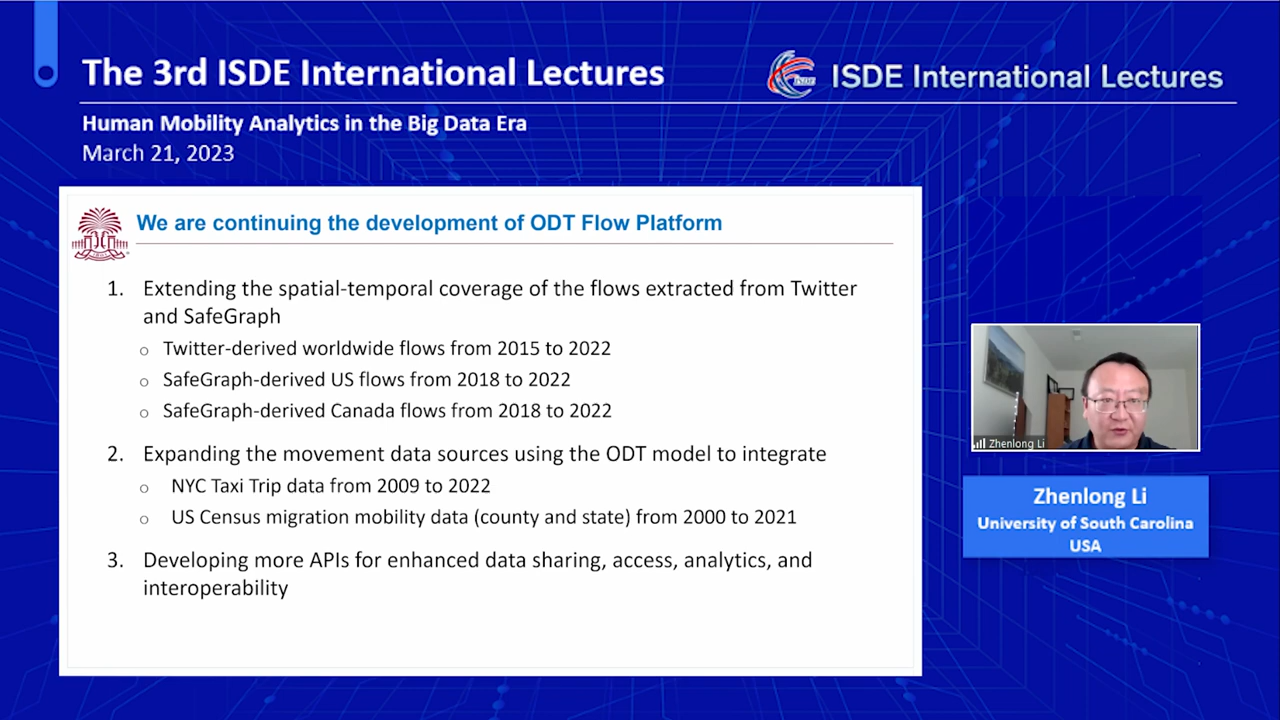 The 3rd ISDE International Lectures
ISDE
ISDE International Lectures
Human Mobility Analytics in the Big Data Era
March 21, 2023
We are continuing the development of ODT Flow Platform
1. Extending the spatial-temporal coverage of the flows extracted from Twitter
and SafeGraph
o Twitter-derived worldwide flows from 2015 to 2022
o SafeGraph-derived US flows from 2018 to 2022
o SafeGraph-derived Canada flows from 2018 to 2022
2. Expanding the movement data sources using the ODT model to integrate
o NYC Taxi Trip data from 2009 to 2022
o US Census migration mobility data (county and state) from 2000 to 2021
3. Developing more APIs for enhanced data sharing, access, analytics, and
interoperability
Zhenlong Li
Zhenlong Li
University of South Carolina
USA